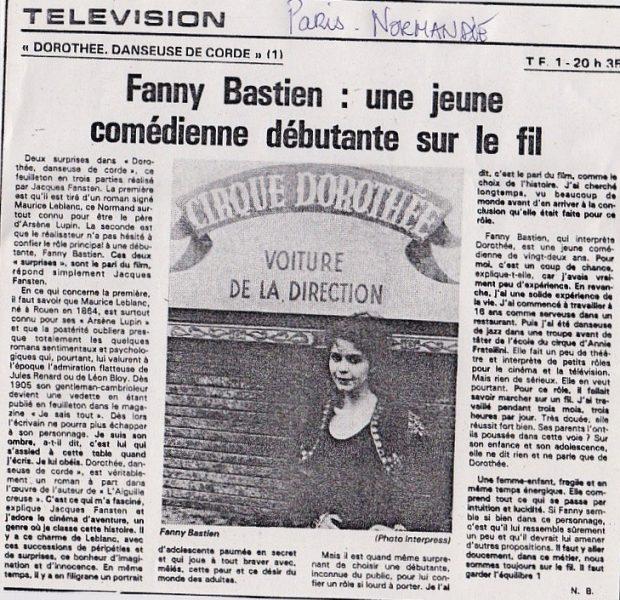 TELEVISION
Paris - NORMANDIE
« DOROTHEE. DANSEUSE DE CORDE » (1)
TF. 1 - 20 h 35
Fanny Bastien : une jeune
comédienne débutante sur le fil
Deux surprises dans « Doro-
thée, danseuse de corde », ce
feuilleton en trois parties réalisé
par Jacques Fansten. La première
est qu'il est tiré d'un roman signé
Maurice Leblanc, ce Normand sur-
tout connu pour être le père
d'Arsène Lupin. La seconde est
que le réalisateur n'a pas hésité à
confier le rôle principal à une débu-
tante, Fanny Bastien. Ces deux
« surprises », sont le pari du film,
répond simplement Jacques
Fansten.
En ce qui concerne la première,
il faut savoir que Maurice Leblanc,
né à Rouen en 1864, est surtout
connu pour ses « Arsène Lupin »
et que la postérité oubliera pres-
que totalement les quelques
romans sentimentaux et psycholo-
giques qui, pourtant, lui valurent à
l'époque l'admiration flatteuse de
Jules Renard ou de Léon Bloy. Dès
1905 son gentleman-cambrioleur
devient une vedette en étant
publié en feuilleton dans le maga-
zine « Je sais tout ». Dès lors
l'écrivain ne pourra plus échapper
à son personnage. Je suis son
ombre, a-t-il dit, c'est lui qui
s'assied à cette table quand
j'écris. Je lui obéis. Dorothée, dan-
seuse de corde », est véritable-
ment un roman à part dans
l'œuvre de l'auteur de « L'Aiguille
creuse ». C'est ce qui m'a fasciné,
explique Jacques Fansten et
j'adore le cinéma d'aventure, un
genre où je classe cette histoire. Il
y a ce charme de Leblanc, avec
ces successions de péripéties et
de surprises, ce bonheur d'imagi-
nation et d'innocence. En même
temps, il y a en filigrane un portrait
CIRQUE DOROTHÉE
VOITURE
DE LA DIRECTION
Fanny Bastien
(Photo Interpress)
d'adolescente paumée en secret
et qui joue à tout braver avec,
mêlés, cette peur et ce désir du
monde des adultes.
Mais il est quand même surpre-
nant de choisir une débutante,
inconnue du public, pour lui con-
fier un rôle si lourd à porter. Je l'ai
dit, c'est le pari du film, comme le
choix de l'histoire. J'ai cherché
longtemps, vu beaucoup de
monde avant d'en arriver à la con-
clusion qu'elle était faite pour ce
rôle.
Fanny Bastien, qui interprète
Dorothée, est une jeune comé-
dienne de vingt-deux ans. Pour
moi, c'est un coup de chance,
explique-t-elle, car j'avais vrai-
ment peu d'expérience. En revan-
che, j'ai une solide expérience de
la vie. J'ai commencé à travailler à
16 ans comme serveuse dans un
restaurant. Puis j'ai été danseuse
de jazz dans une troupe avant de
tâter de l'école du cirque d'Annie
Fratellini. Elle fait un peu de théâ-
tre et interprète de petits rôles
pour le cinéma et la télévision.
Mais rien de sérieux. Elle en veut
pourtant. Pour ce rôle, il fallait
savoir marcher sur un fil. J'ai tra-
vaillé pendant trois mois, trois
heures par jour. Très douée, elle
réussit fort bien. Ses parents l'ont-
ils poussée dans cette voie ? Sur
son enfance et son adolescence,
elle ne dit rien et ne parle que de
Dorothée.
Une femme-enfant, fragile et en
même temps énergique. Elle com-
prend tout ce qui se passe par
intuition et lucidité. Si Fanny sem-
ble si bien dans ce personnage,
c'est qu'il lui ressemble sûrement
un peu et qu'il devrait lui amener
d'autres propositions. Il faut y aller
doucement, dans ce métier, nous
sommes toujours sur le fil. Il faut
garder l'équilibre !
N. B.